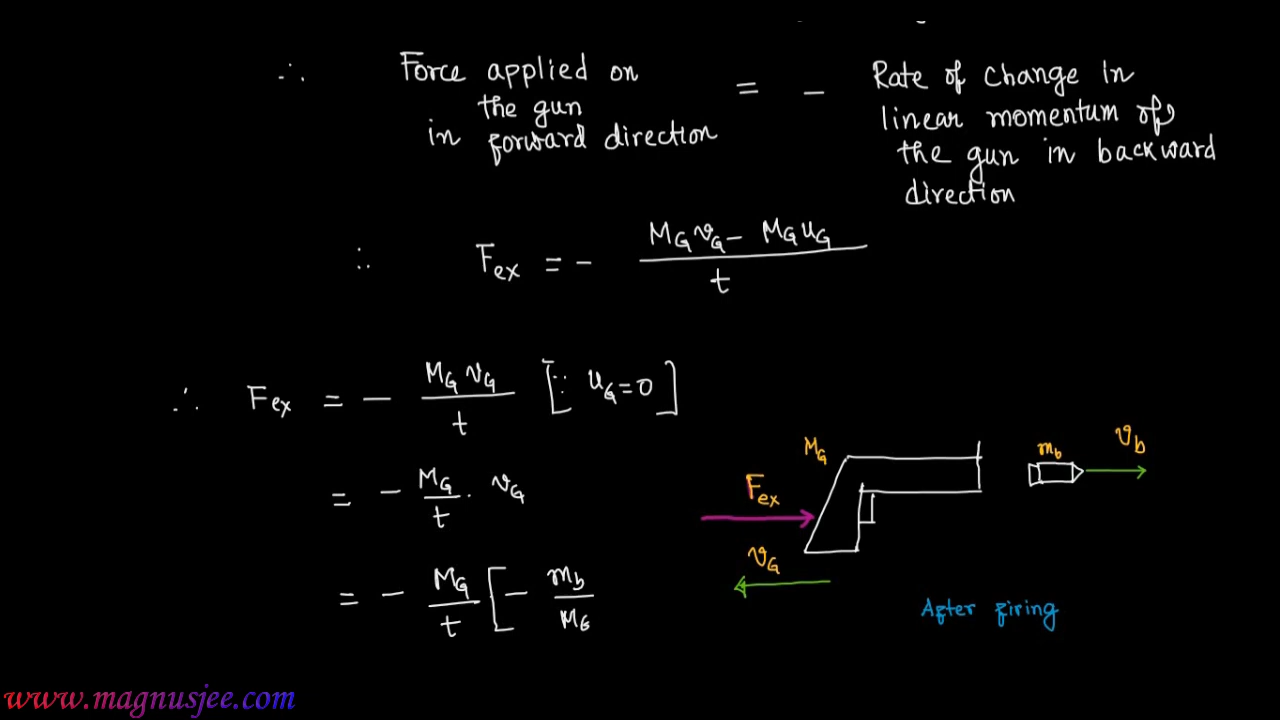 ∴ Force applied on = - Rate of change in
the gun linear momentum of
in forward direction the gun in backward
direction
∴ Fex = - (MG vG - MG uG) / t
∴ Fex = - (MG vG) / t [∵ uG = 0]
= - MG / t . vG
= - MG / t [ - mb / MG
MG
mb
vb
Fex
vG
After firing
www.magnusjee.com